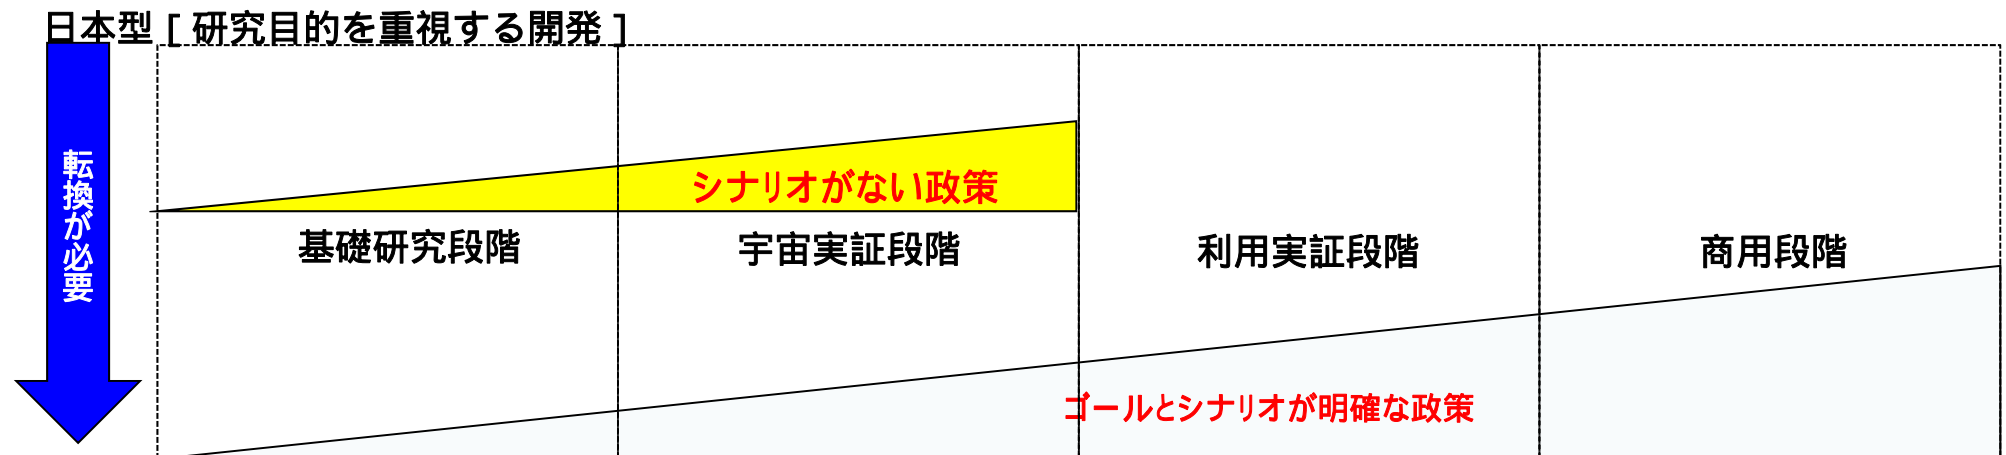 日本型 [ 研究目的を重視する開発 ]
転換が必要
シナリオがない政策
基礎研究段階
宇宙実証段階
利用実証段階
商用段階
ゴールとシナリオが明確な政策